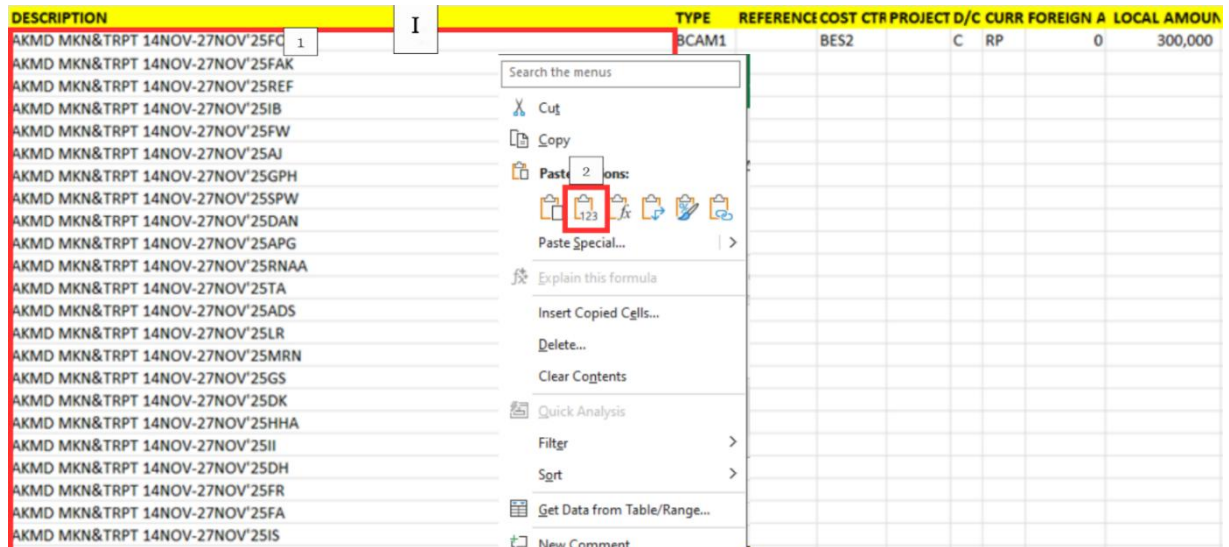 DESCRIPTION I TYPE REFERENCE COST CTR PROJECT D/C CURR FOREIGN A LOCAL AMOUN
AKMD MKN&TRPT 14NOV-27NOV'25FC 1 BCAM1 BES2 C RP 0 300,000
AKMD MKN&TRPT 14NOV-27NOV'25FAK
AKMD MKN&TRPT 14NOV-27NOV'25REF
AKMD MKN&TRPT 14NOV-27NOV'25IB
AKMD MKN&TRPT 14NOV-27NOV'25FW
AKMD MKN&TRPT 14NOV-27NOV'25AJ
AKMD MKN&TRPT 14NOV-27NOV'25GPH
AKMD MKN&TRPT 14NOV-27NOV'25SPW
AKMD MKN&TRPT 14NOV-27NOV'25DAN
AKMD MKN&TRPT 14NOV-27NOV'25APG
AKMD MKN&TRPT 14NOV-27NOV'25RNAA
AKMD MKN&TRPT 14NOV-27NOV'25TA
AKMD MKN&TRPT 14NOV-27NOV'25ADS
AKMD MKN&TRPT 14NOV-27NOV'25LR
AKMD MKN&TRPT 14NOV-27NOV'25MRN
AKMD MKN&TRPT 14NOV-27NOV'25GS
AKMD MKN&TRPT 14NOV-27NOV'25DK
AKMD MKN&TRPT 14NOV-27NOV'25HHA
AKMD MKN&TRPT 14NOV-27NOV'25II
AKMD MKN&TRPT 14NOV-27NOV'25DH
AKMD MKN&TRPT 14NOV-27NOV'25FR
AKMD MKN&TRPT 14NOV-27NOV'25FA
AKMD MKN&TRPT 14NOV-27NOV'25IS
Search the menus
Cut
Copy
Paste 2 ons:
123 fx
Paste Special...
Explain this formula
Insert Copied Cells...
Delete...
Clear Contents
Quick Analysis
Filter
Sort
Get Data from Table/Range...
New Comment